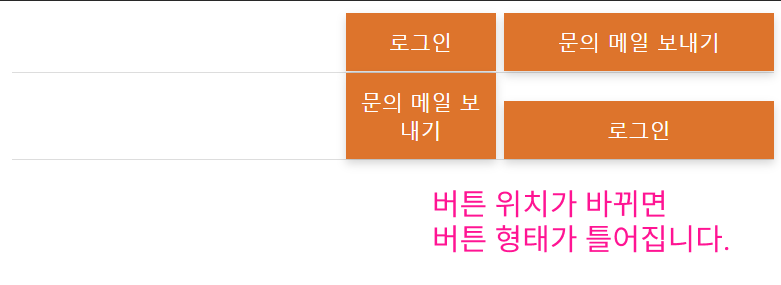 로그인
문의 메일 보내기
문의 메일 보
내기
로그인
버튼 위치가 바뀌면
버튼 형태가 틀어집니다.